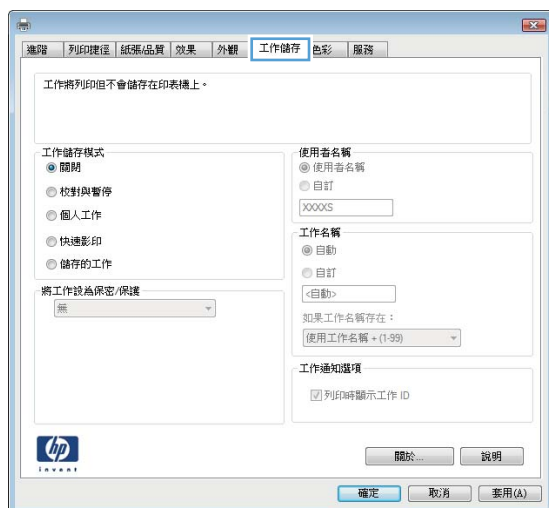 進階 列印捷徑 紙張/品質 效果 外觀 工作儲存 色彩 服務
工作將列印但不會儲存在印表機上。
工作儲存模式
關閉
校對與暫停
個人工作
快速影印
儲存的工作
將工作設為保密/保護
無
使用者名稱
使用者名稱
自訂
XXXXS
工作名稱
自動
自訂
<自動>
如果工作名稱存在：
使用工作名稱 + (1-99)
工作通知選項
列印時顯示工作 ID
hp
invent
關於... 說明
確定 取消 套用(A)